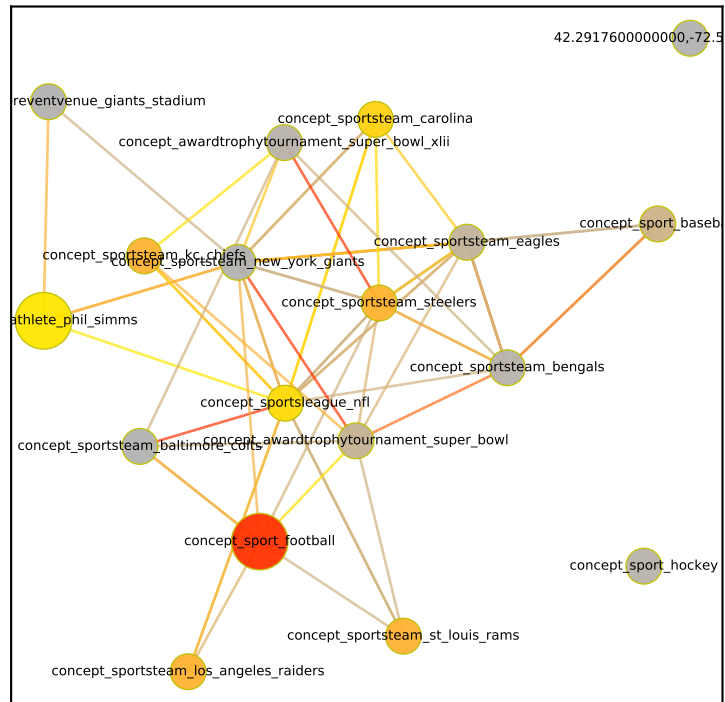 42.2917600000000,-72.5
reventvenue_giants_stadium
concept_sportsteam_carolina
concept_awardtrophytournament_super_bowl_xlii
concept_sport_baseb
concept_sportsteam_eagles
concept_sportsteam_kc_chiefs
concept_sportsteam_new_york_giants
concept_sportsteam_steelers
athlete_phil_simms
concept_sportsteam_bengals
concept_sportsleague_nfl
concept_awardtrophytournament_super_bowl
concept_sportsteam_baltimore_colts
concept_sport_football
concept_sport_hockey
concept_sportsteam_st_louis_rams
concept_sportsteam_los_angeles_raiders